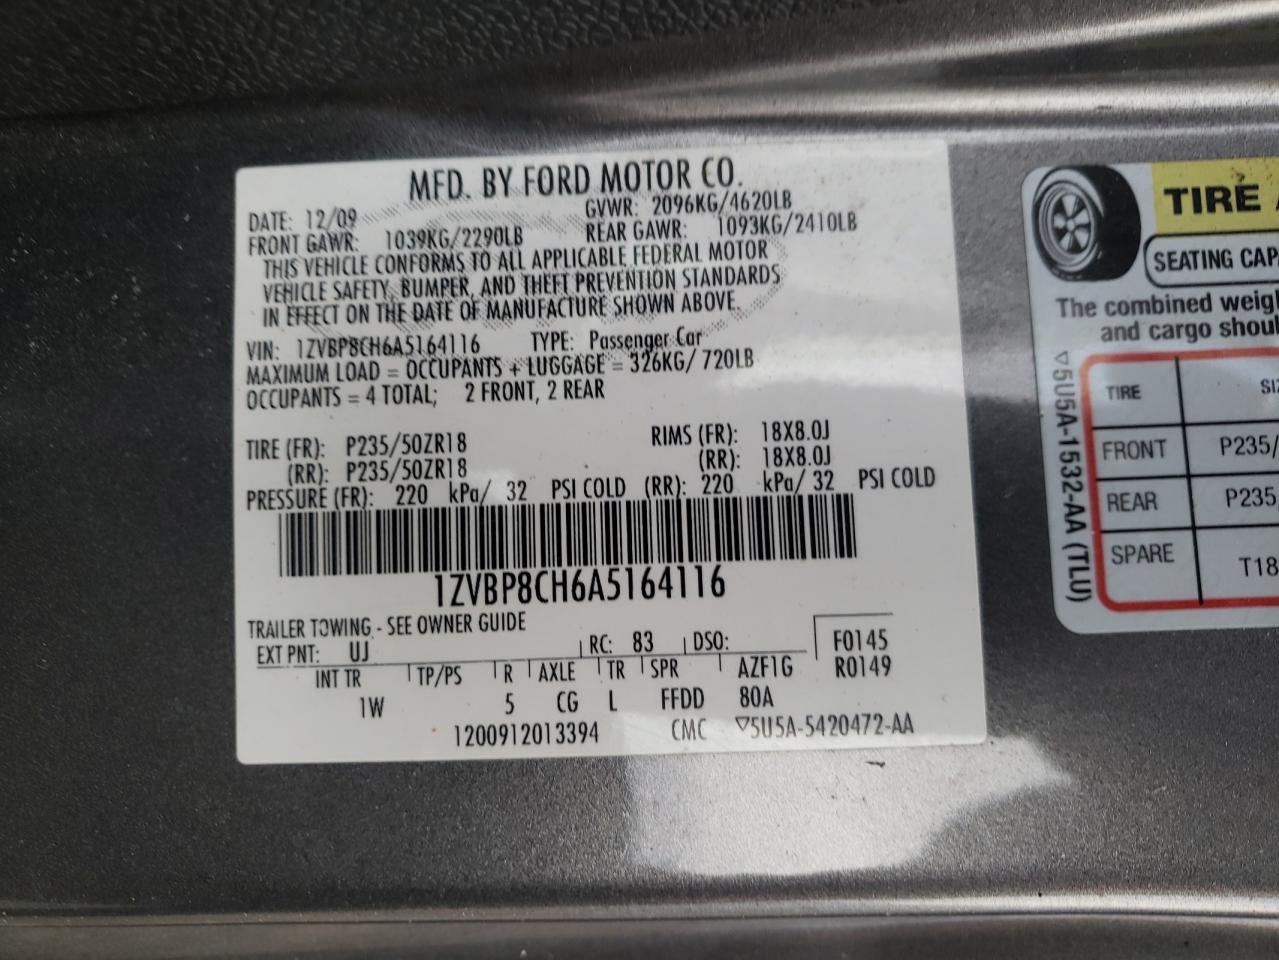 MFD. BY FORD MOTOR CO.
DATE: 12/09 GVWR: 2096KG/4620LB
FRONT GAWR: 1039KG/2290LB REAR GAWR: 1093KG/2410LB
THIS VEHICLE CONFORMS TO ALL APPLICABLE FEDERAL MOTOR
VEHICLE SAFETY, BUMPER, AND THEFT PREVENTION STANDARDS
IN EFFECT ON THE DATE OF MANUFACTURE SHOWN ABOVE.
VIN: 1ZVBP8CH6A5164116 TYPE: Passenger Car
MAXIMUM LOAD = OCCUPANTS + LUGGAGE = 326KG/ 720LB
OCCUPANTS = 4 TOTAL; 2 FRONT, 2 REAR
TIRE (FR): P235/50ZR18 RIMS (FR): 18X8.0J
(RR): P235/50ZR18 (RR): 18X8.0J
PRESSURE (FR): 220 kPa/ 32 PSI COLD (RR): 220 kPa/ 32 PSI COLD
1ZVBP8CH6A5164116
TRAILER TOWING - SEE OWNER GUIDE
EXT PNT: UJ RC: 83 DSO: F0145
INT TR TP/PS R AXLE TR SPR AZF1G R0149
1W 5 CG L FFDD 80A
1200912013394 CMC ▽5U5A-5420472-AA
TIRE
SEATING CAP
The combined weig
and cargo shou
▽5U5A-1532-AA (TLU)
TIRE SI
FRONT P235/
REAR P235
SPARE T18